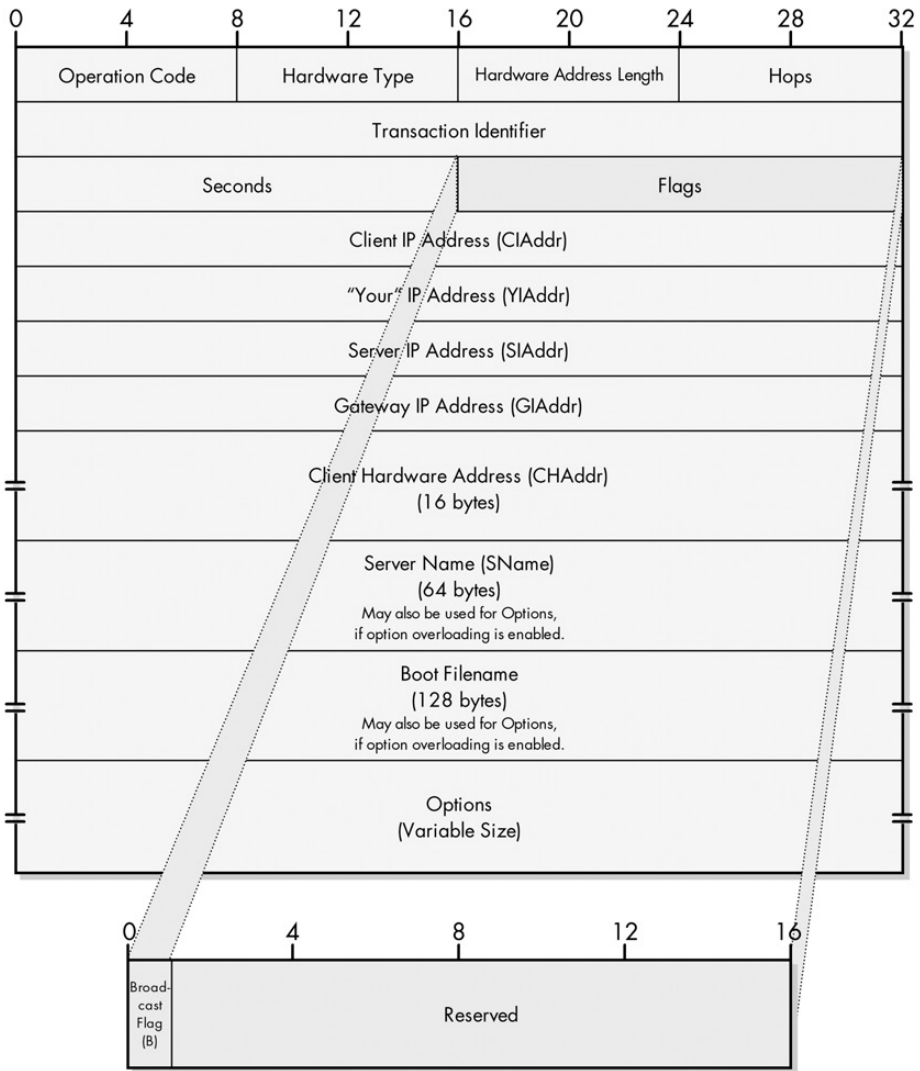 0 4 8 12 16 20 24 28 32
Operation Code Hardware Type Hardware Address Length Hops
Transaction Identifier
Seconds Flags
Client IP Address (CIAddr)
“Your“ IP Address (YIAddr)
Server IP Address (SIAddr)
Gateway IP Address (GIAddr)
Client Hardware Address (CHAddr)
(16 bytes)
Server Name (SName)
(64 bytes)
May also be used for Options,
if option overloading is enabled.
Boot Filename
(128 bytes)
May also be used for Options,
if option overloading is enabled.
Options
(Variable Size)
0 4 8 12 16
Broad-
cast
Flag
(B)
Reserved